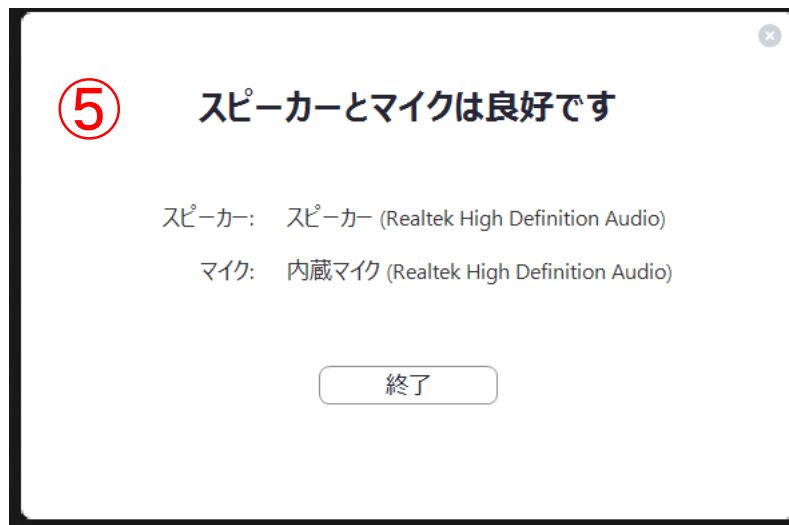 ⑤ スピーカーとマイクは良好です
スピーカー: スピーカー (Realtek High Definition Audio)
マイク: 内蔵マイク (Realtek High Definition Audio)
終了